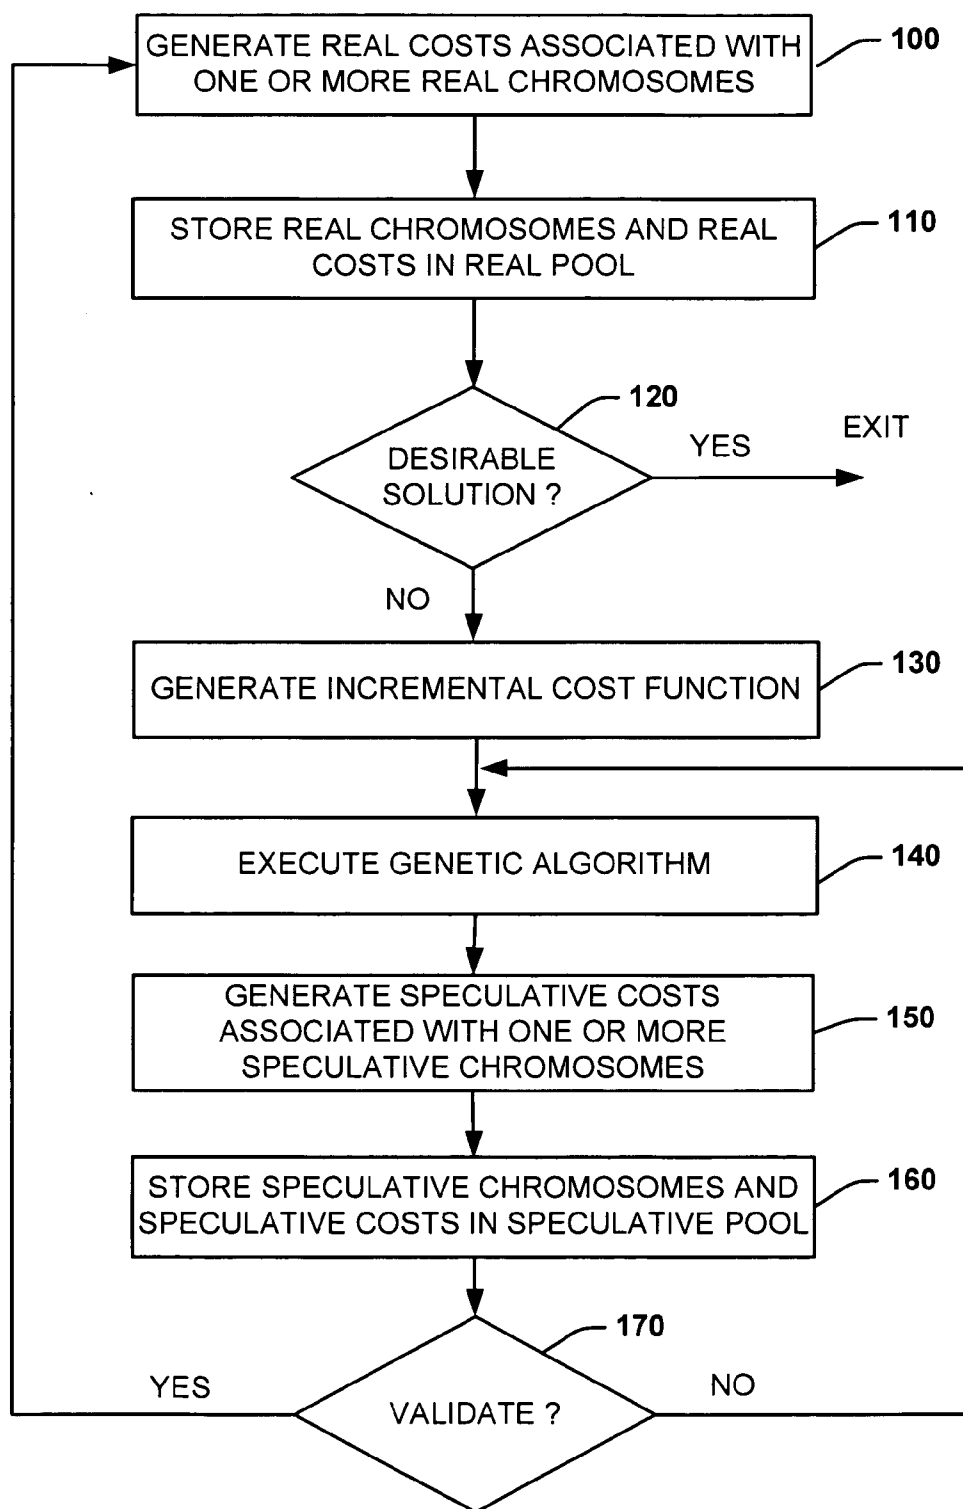 GENERATE REAL COSTS ASSOCIATED WITH
ONE OR MORE REAL CHROMOSOMES
100
STORE REAL CHROMOSOMES AND REAL
COSTS IN REAL POOL
110
120
DESIRABLE
SOLUTION ?
YES
EXIT
NO
GENERATE INCREMENTAL COST FUNCTION
130
EXECUTE GENETIC ALGORITHM
140
GENERATE SPECULATIVE COSTS
ASSOCIATED WITH ONE OR MORE
SPECULATIVE CHROMOSOMES
150
STORE SPECULATIVE CHROMOSOMES AND
SPECULATIVE COSTS IN SPECULATIVE POOL
160
170
YES
VALIDATE ?
NO